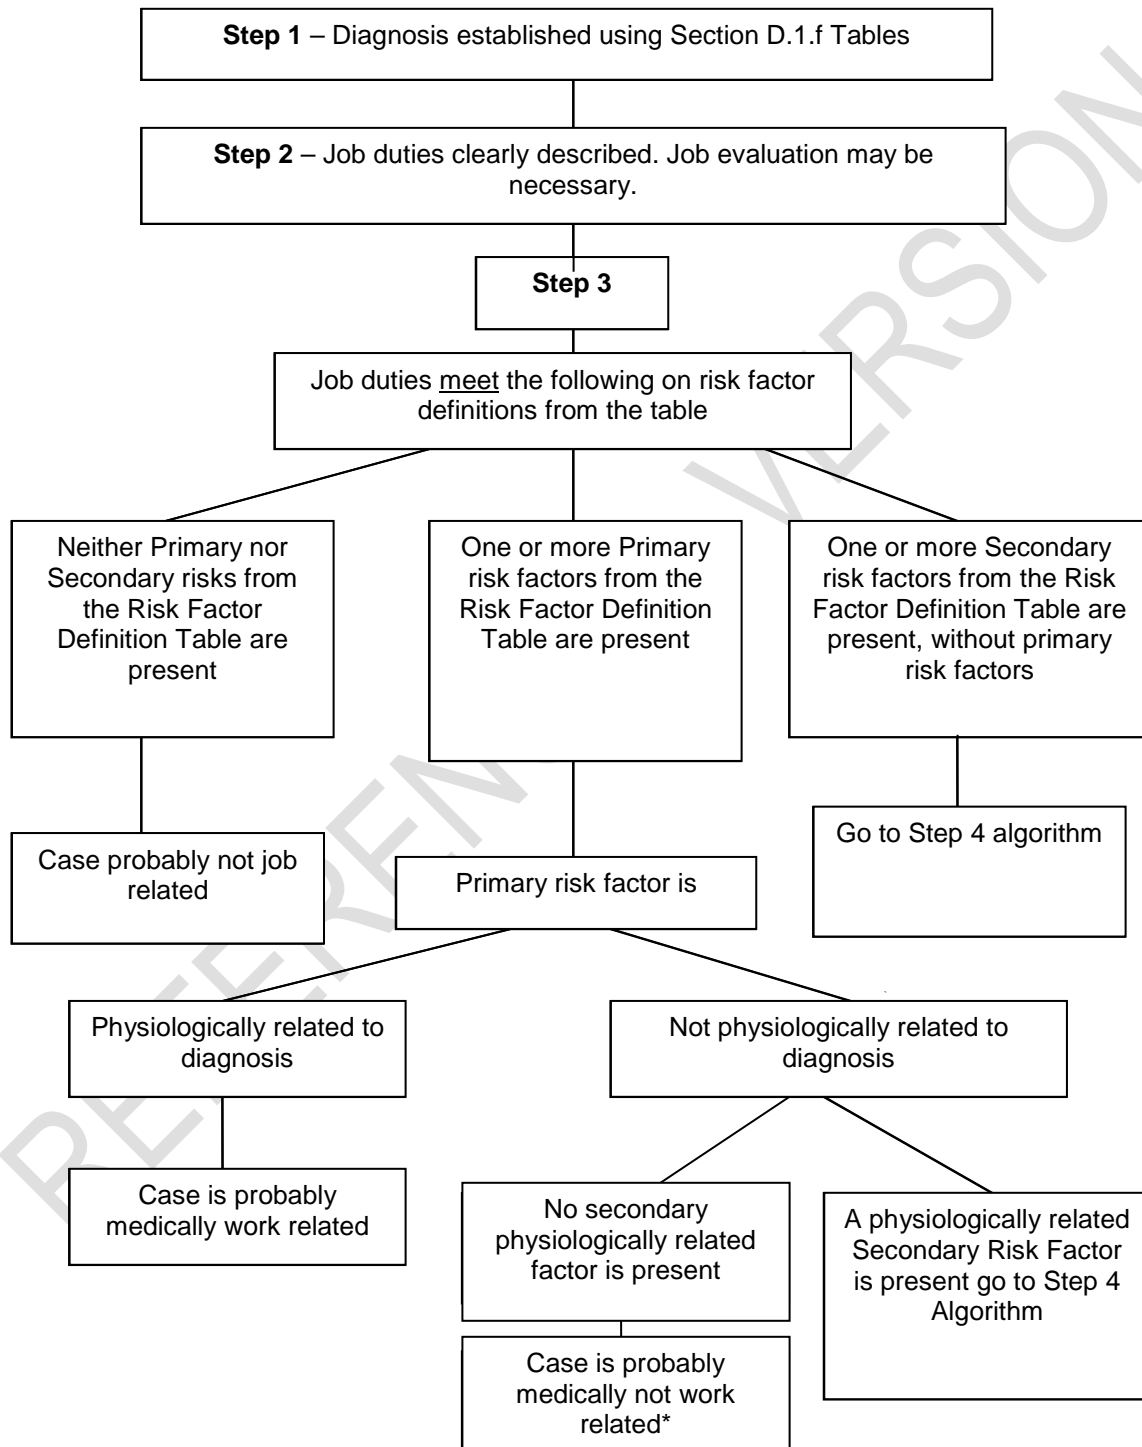 Step 1 – Diagnosis established using Section D.1.f Tables
Step 2 – Job duties clearly described. Job evaluation may be
necessary.
Step 3
Job duties meet the following on risk factor
definitions from the table
Neither Primary nor
Secondary risks from
the Risk Factor
Definition Table are
present
One or more Primary
risk factors from the
Risk Factor Definition
Table are present
One or more Secondary
risk factors from the Risk
Factor Definition Table are
present, without primary
risk factors
Case probably not job
related
Primary risk factor is
Go to Step 4 algorithm
Physiologically related to
diagnosis
Not physiologically related to
diagnosis
Case is probably
medically work related
No secondary
physiologically related
factor is present
A physiologically related
Secondary Risk Factor
is present go to Step 4
Algorithm
Case is probably
medically not work
related*
VERSION